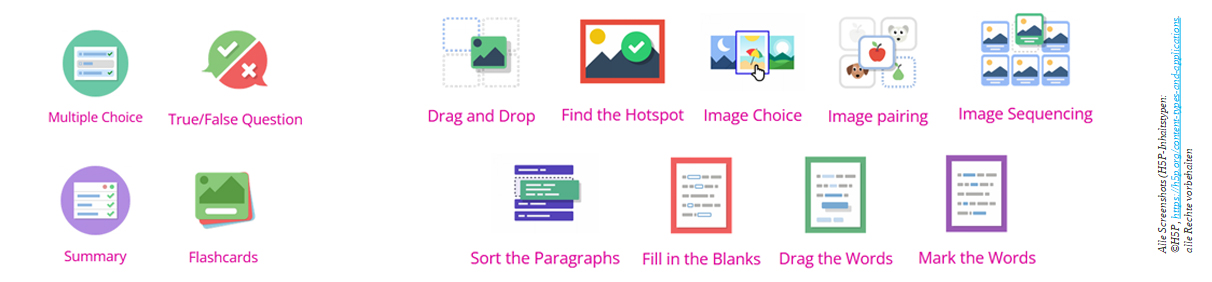 Multiple Choice
True/False Question
Drag and Drop
Find the Hotspot
Image Choice
Image pairing
Image Sequencing
Summary
Flashcards
Sort the Paragraphs
Fill in the Blanks
Drag the Words
Mark the Words
Alle Screenshots (H5P-Inhaltstypen:
©H5P, https://h5p.org/content-types-and-applications,
alle Rechte vorbehalten